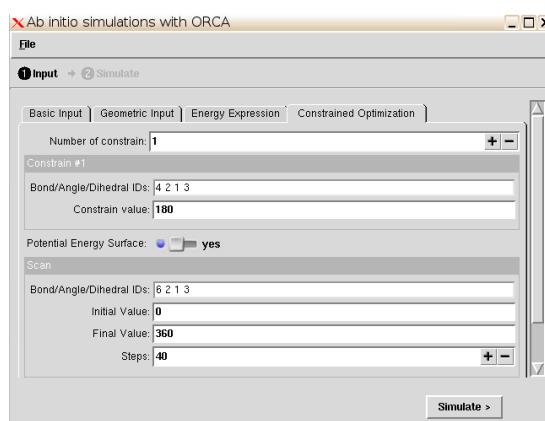 Ab initio simulations with ORCA
File
1 Input → 2 Simulate
Basic Input Geometric Input Energy Expression Constrained Optimization
Number of constrain: 1 + -
Constrain #1
Bond/Angle/Dihedral IDs: 4 2 1 3
Constrain value: 180
Potential Energy Surface: yes
Scan
Bond/Angle/Dihedral IDs: 6 2 1 3
Initial Value: 0
Final Value: 360
Steps: 40 + -
Simulate >